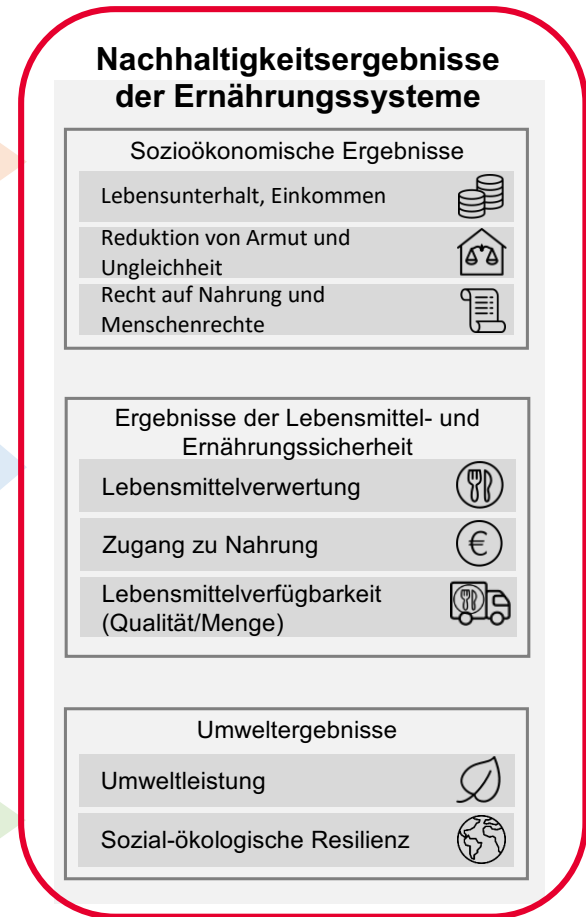 Nachhaltigkeitsergebnisse
der Ernährungssysteme
Sozioökonomische Ergebnisse
Lebensunterhalt, Einkommen
Reduktion von Armut und
Ungleichheit
Recht auf Nahrung und
Menschenrechte
Ergebnisse der Lebensmittel- und
Ernährungssicherheit
Lebensmittelverwertung
Zugang zu Nahrung
€
Lebensmittelverfügbarkeit
(Qualität/Menge)
Umweltergebnisse
Umweltleistung
Sozial-ökologische Resilienz